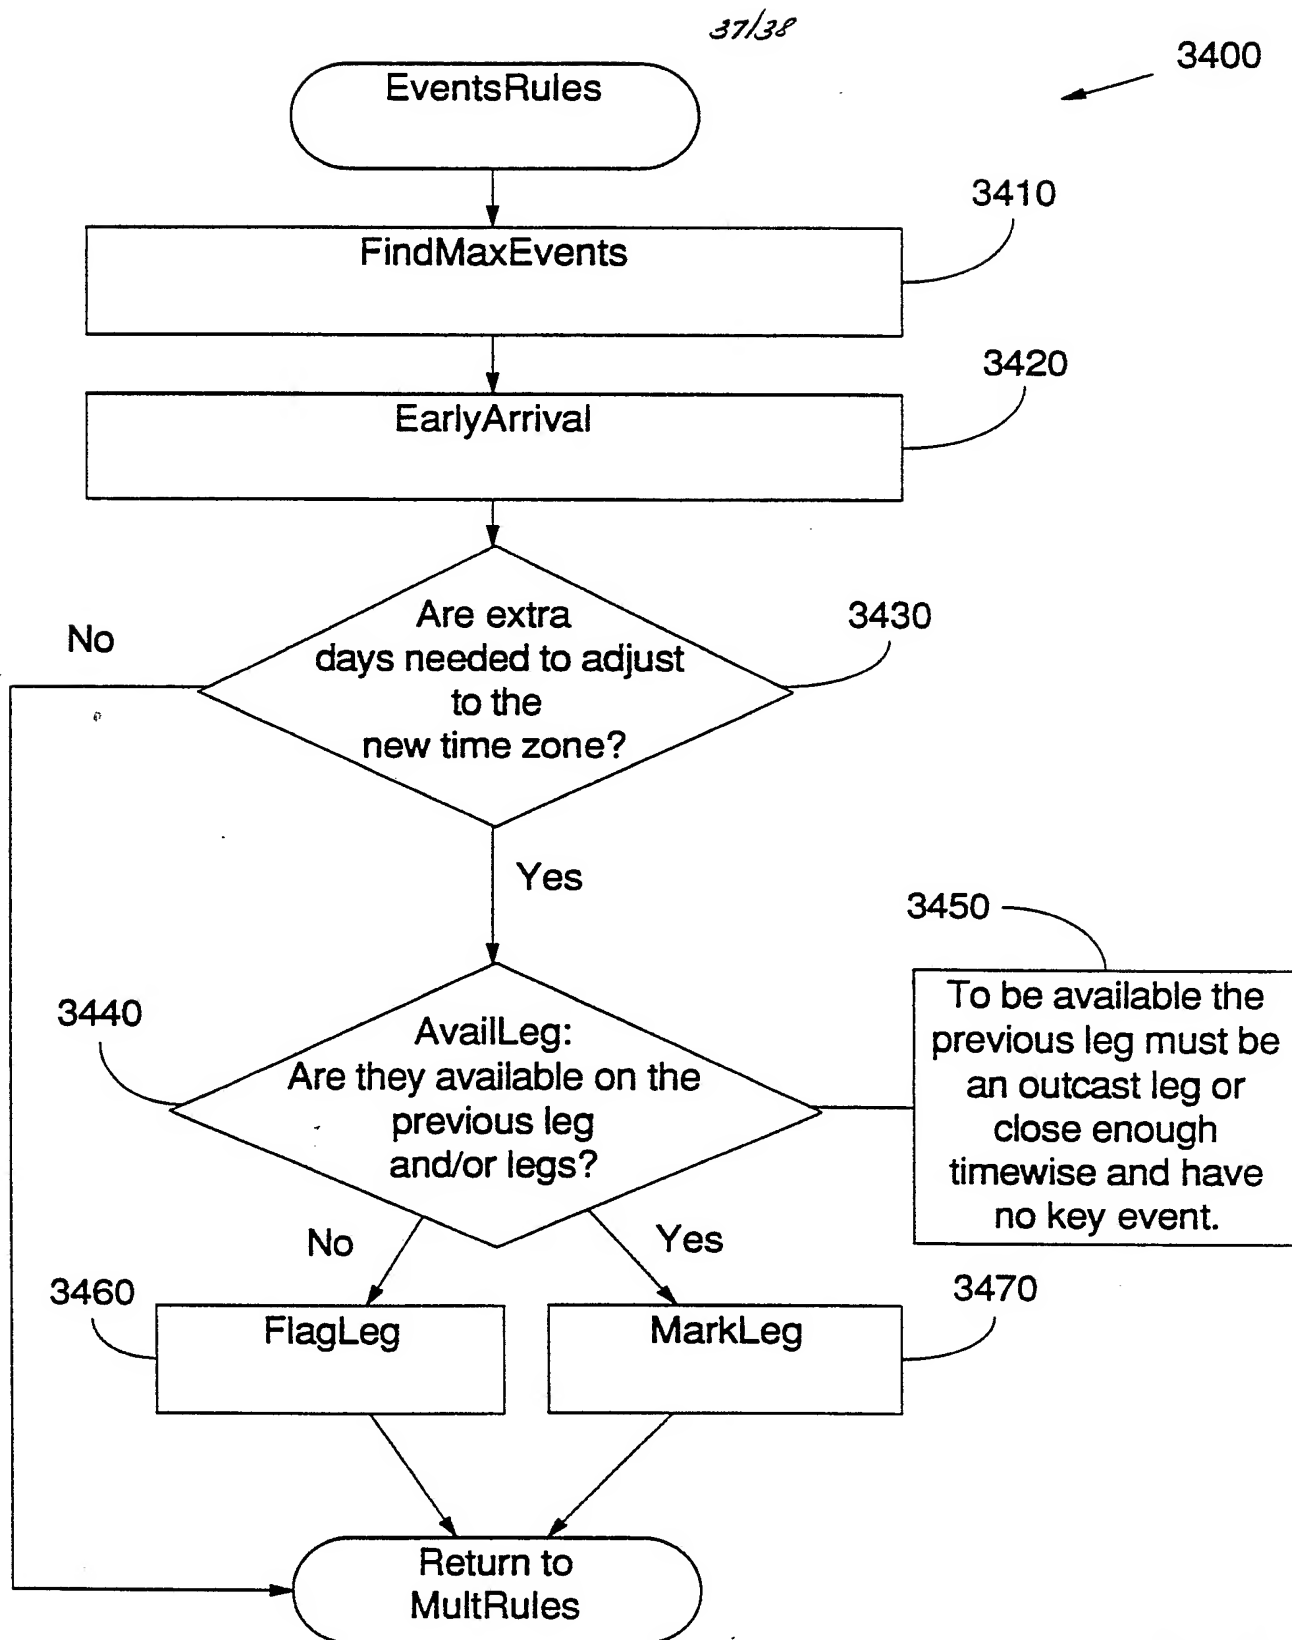 37/38
3400
EventsRules
3410
FindMaxEvents
3420
EarlyArrival
3430
Are extra
days needed to adjust
to the
new time zone?
No
Yes
3450
To be available the
previous leg must be
an outcast leg or
close enough
timewise and have
no key event.
3440
AvailLeg:
Are they available on the
previous leg
and/or legs?
No
Yes
3460
FlagLeg
3470
MarkLeg
Return to
MultRules